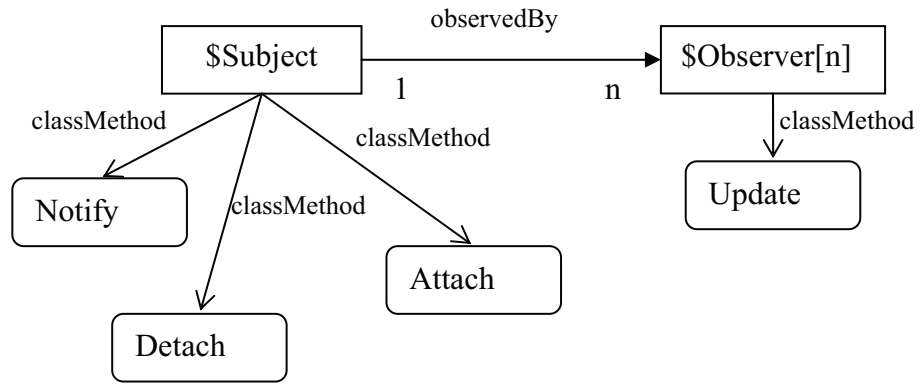 observedBy
$Subject
$Observer[n]
1
n
classMethod
classMethod
classMethod
classMethod
Notify
Update
Attach
Detach